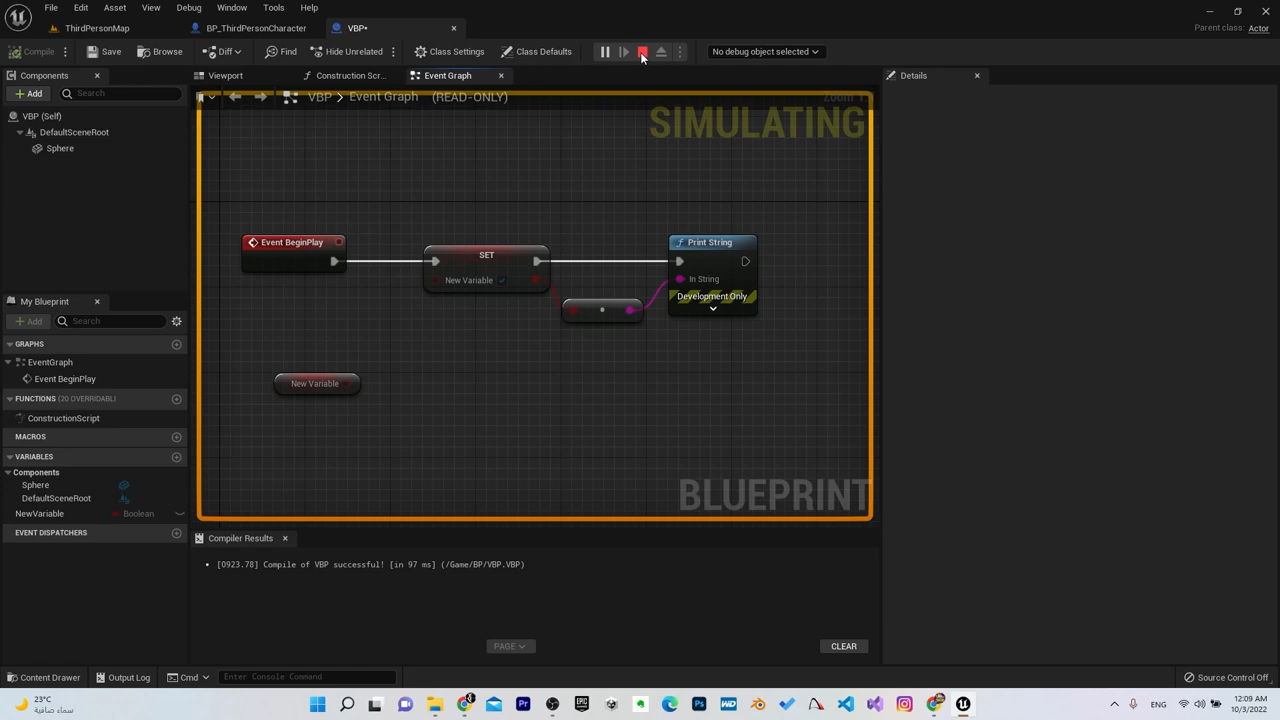 File Edit Asset View Debug Window Tools Help
ThirdPersonMap BP_ThirdPersonCharacter VBP*
Parent class: Actor
Compile Save Browse Diff Find Hide Unrelated Class Settings Class Defaults No debug object selected
Components Viewport Construction Scr... Event Graph Details
Add Search
VBP > Event Graph (READ-ONLY) Zoom
SIMULATING
VBP (Self)
DefaultSceneRoot
Sphere
Event BeginPlay
SET
New Variable
Print String
In String
Development Only
New Variable
BLUEPRINT
My Blueprint
Add Search
GRAPHS
EventGraph
Event BeginPlay
FUNCTIONS (20 OVERRIDABL
ConstructionScript
MACROS
VARIABLES
Components
Sphere
DefaultSceneRoot
NewVariable Boolean
EVENT DISPATCHERS
Compiler Results
[0923.78] Compile of VBP successful! [in 97 ms] (/Game/BP/VBP.VBP)
PAGE CLEAR
Content Drawer Output Log Cmd Enter Console Command Source Control Off
23°C
سماء صافية
12:09 AM
10/3/2022